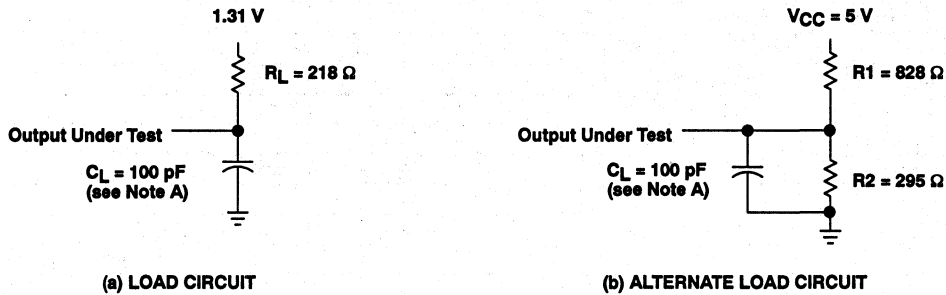 1.31 V
RL = 218 Ω
Output Under Test
CL = 100 pF
(see Note A)
(a) LOAD CIRCUIT
VCC = 5 V
R1 = 828 Ω
Output Under Test
CL = 100 pF
(see Note A)
R2 = 295 Ω
(b) ALTERNATE LOAD CIRCUIT